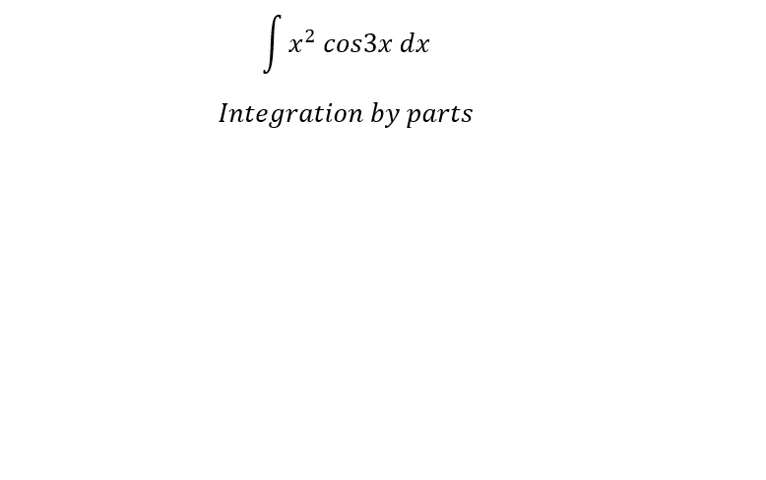 ∫ x² cos3x dx
Integration by parts